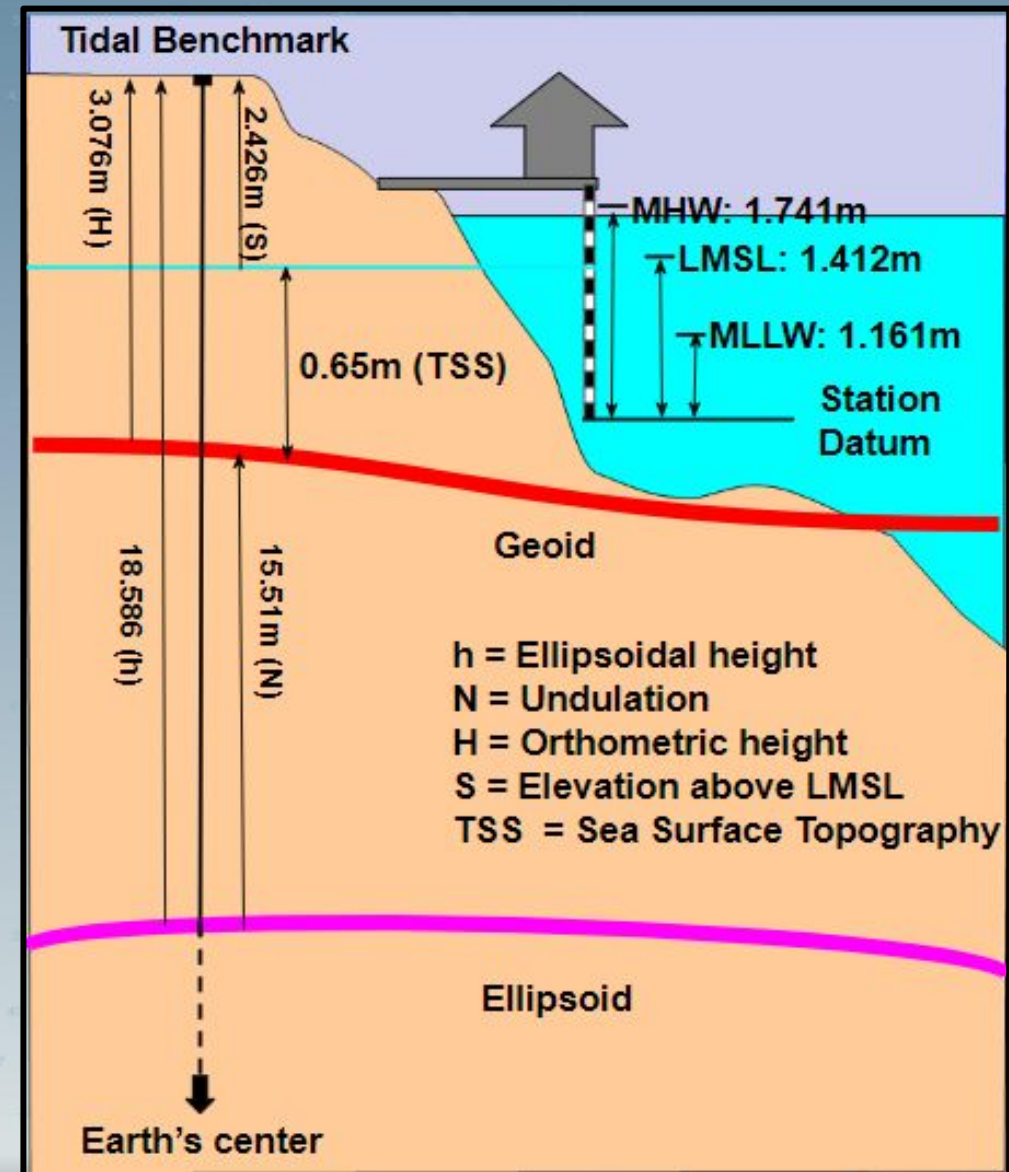 Tidal Benchmark
3.076m (H)
2.426m (S)
MHW: 1.741m
LMSL: 1.412m
MLLW: 1.161m
0.65m (TSS)
Station
Datum
Geoid
18.586 (h)
15.51m (N)
h = Ellipsoidal height
N = Undulation
H = Orthometric height
S = Elevation above LMSL
TSS = Sea Surface Topography
Ellipsoid
Earth's center